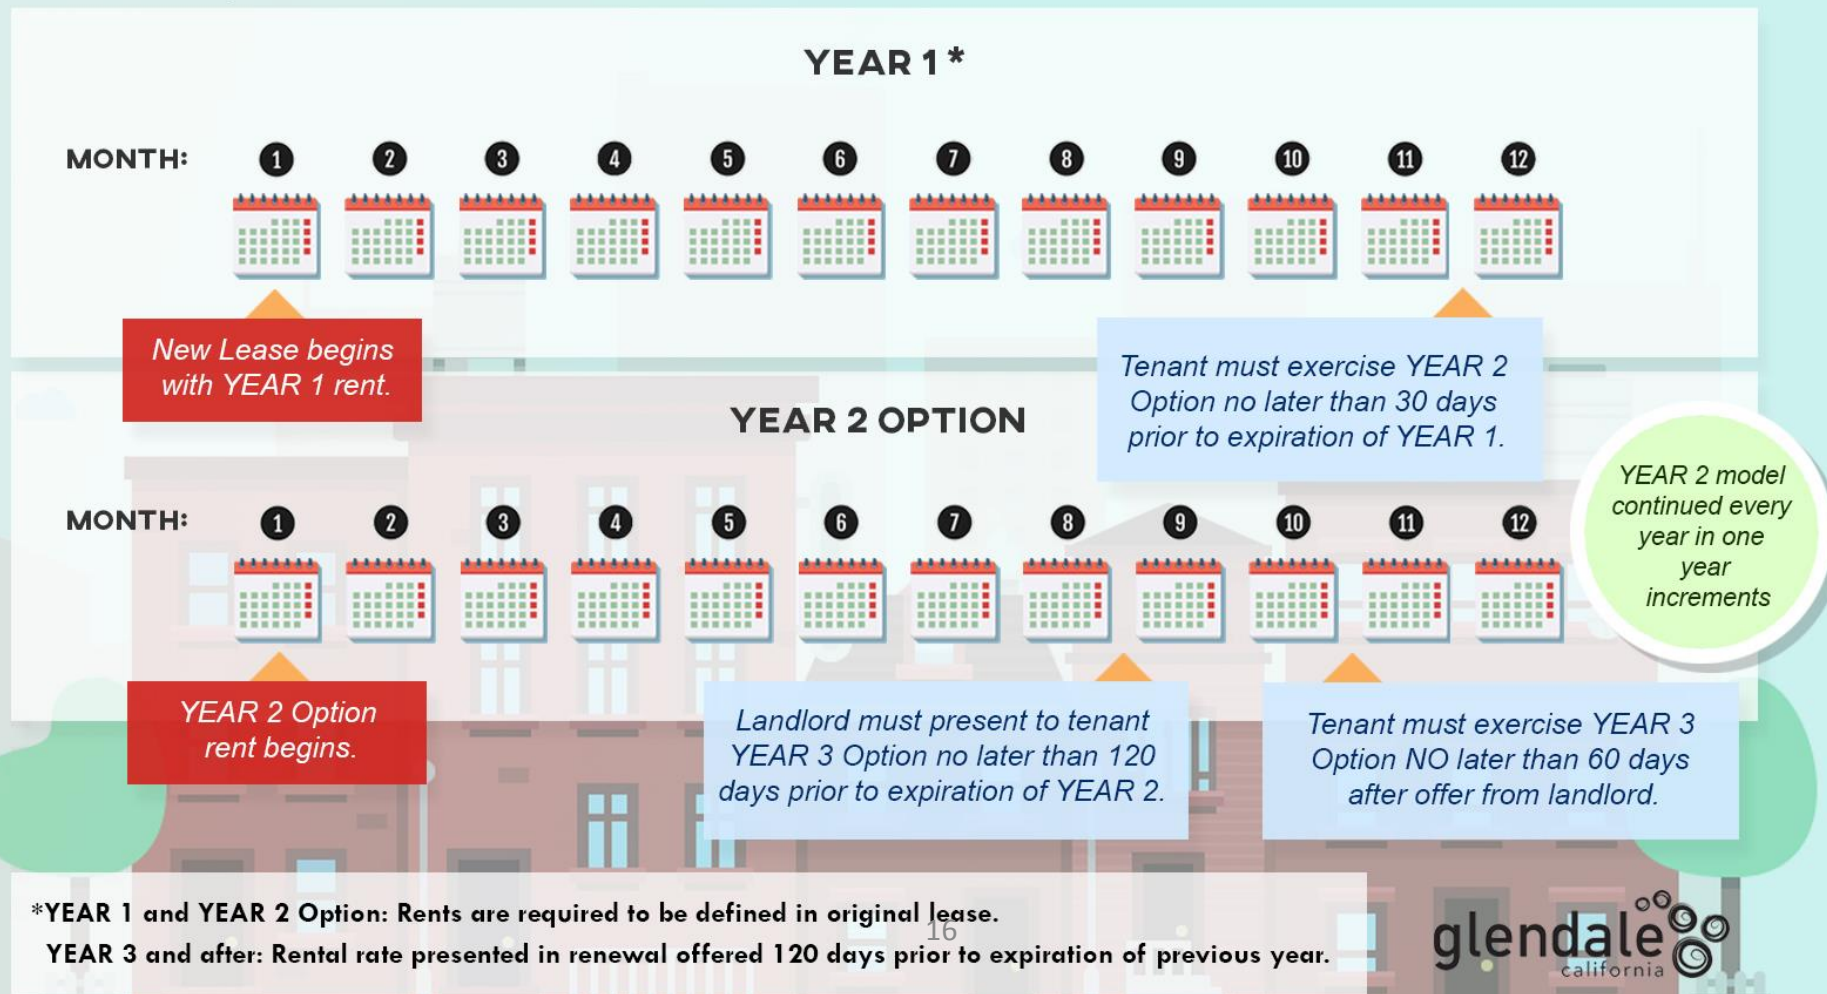 YEAR 1 *
MONTH: 1 2 3 4 5 6 7 8 9 10 11 12
New Lease begins
with YEAR 1 rent.
Tenant must exercise YEAR 2
Option no later than 30 days
prior to expiration of YEAR 1.
YEAR 2 OPTION
MONTH: 1 2 3 4 5 6 7 8 9 10 11 12
YEAR 2 model
continued every
year in one
year
increments
YEAR 2 Option
rent begins.
Landlord must present to tenant
YEAR 3 Option no later than 120
days prior to expiration of YEAR 2.
Tenant must exercise YEAR 3
Option NO later than 60 days
after offer from landlord.
*YEAR 1 and YEAR 2 Option: Rents are required to be defined in original lease.
YEAR 3 and after: Rental rate presented in renewal offered 120 days prior to expiration of previous year.
16
glendale
california